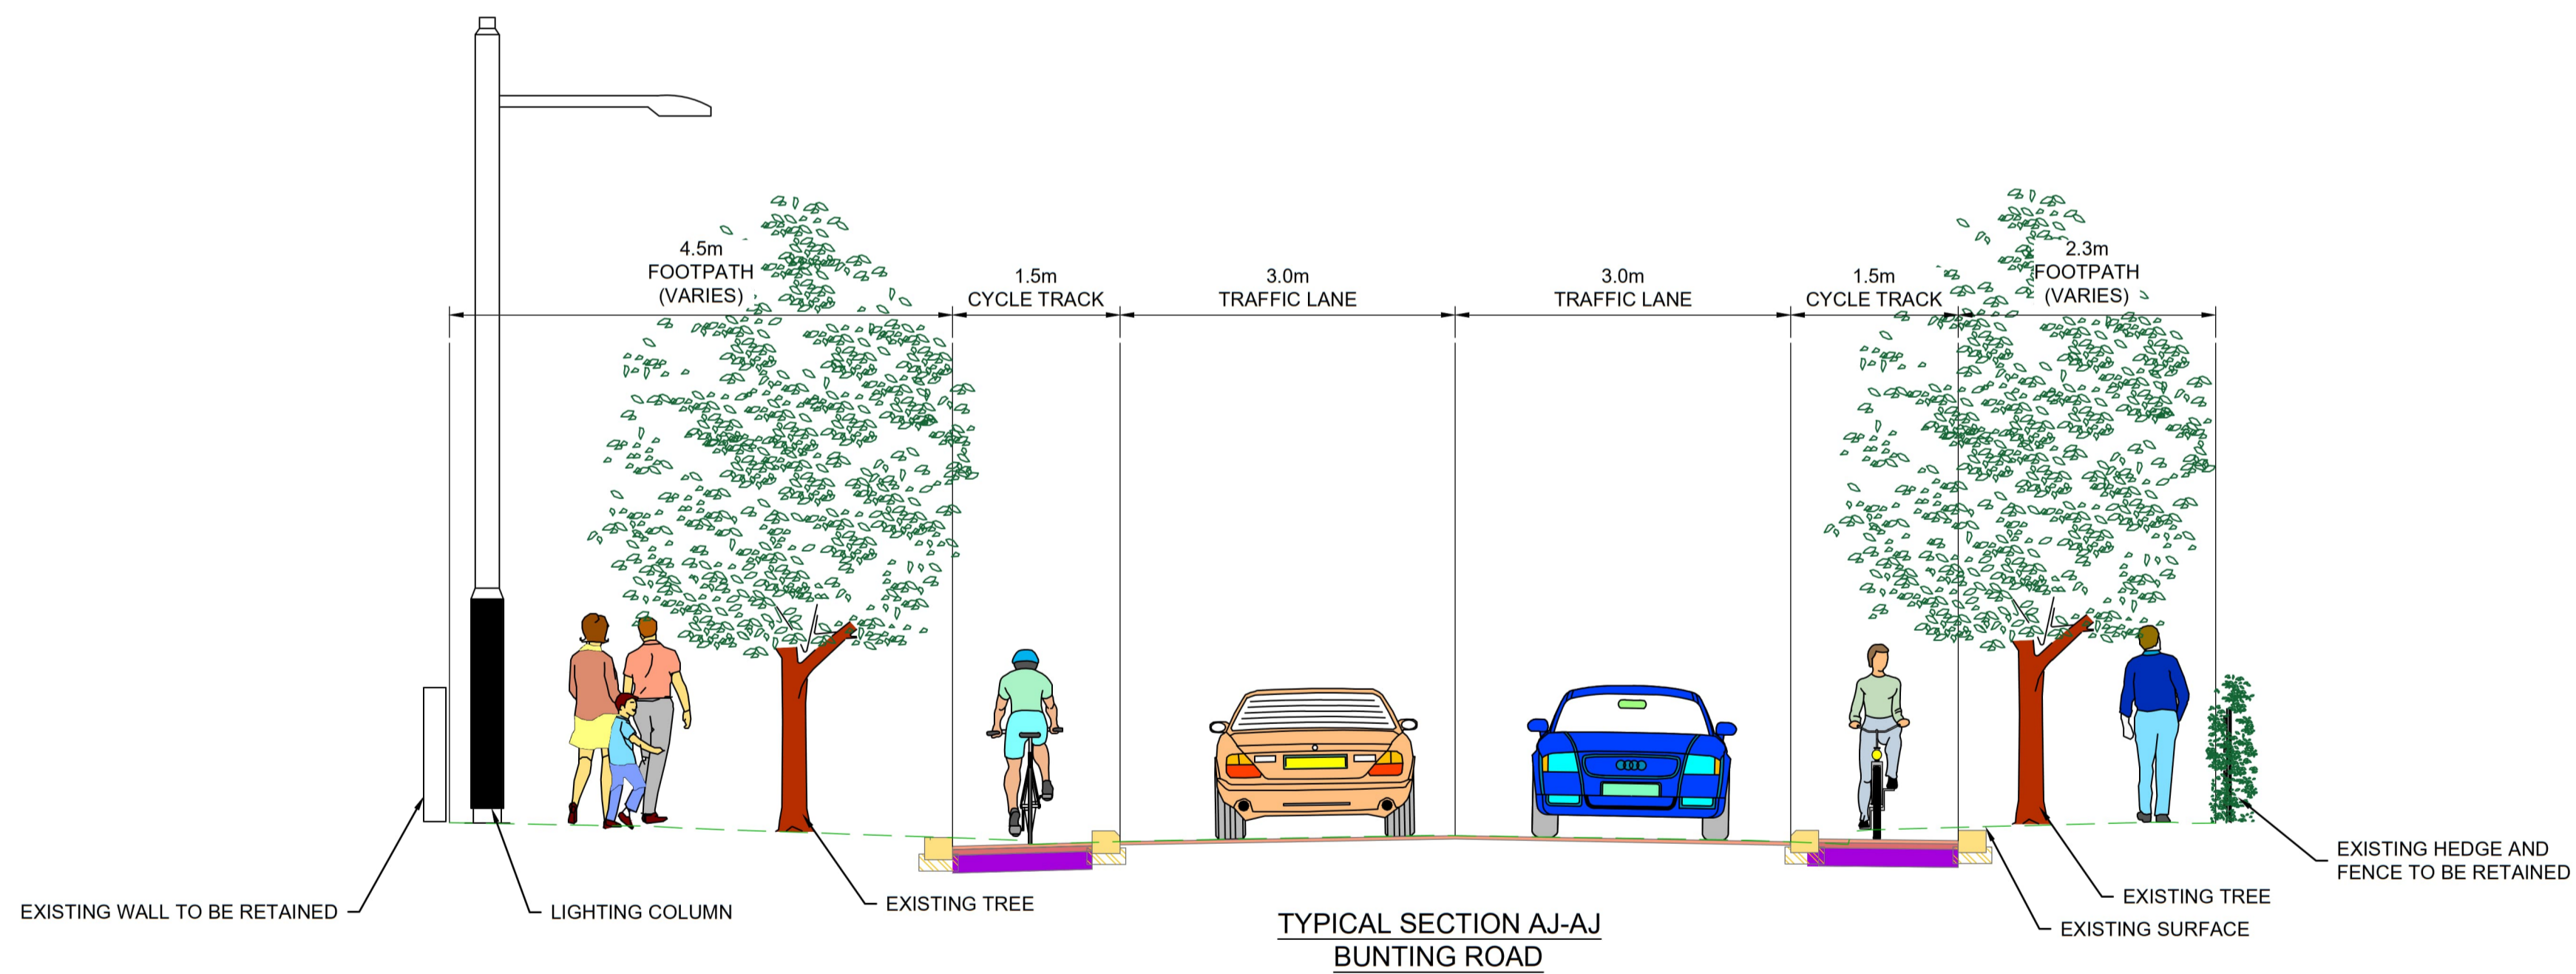 4.5m
FOOTPATH
(VARIES)
1.5m
CYCLE TRACK
3.0m
TRAFFIC LANE
3.0m
TRAFFIC LANE
1.5m
CYCLE TRACK
2.3m
FOOTPATH
(VARIES)
EXISTING WALL TO BE RETAINED
LIGHTING COLUMN
EXISTING TREE
EXISTING HEDGE AND
FENCE TO BE RETAINED
EXISTING TREE
EXISTING SURFACE
TYPICAL SECTION AJ-AJ
BUNTING ROAD